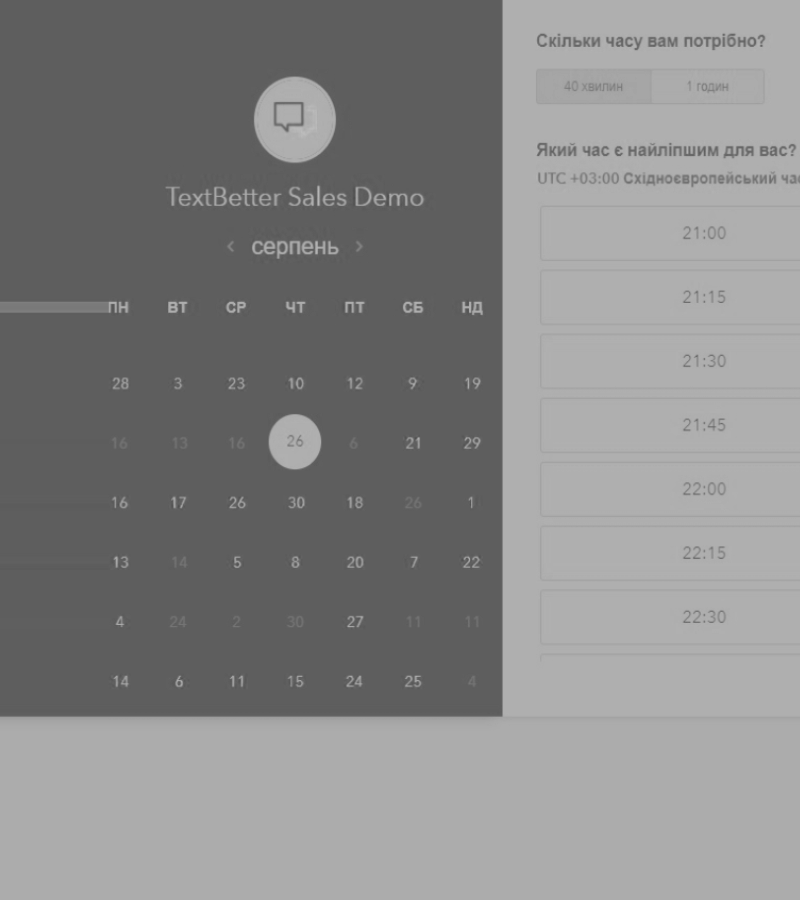 TextBetter Sales Demo
< серпень >
ПН ВТ СР ЧТ ПТ СБ НД
28 3 23 10 12 9 19
16 13 16 26 6 21 29
16 17 26 30 18 26 1
13 14 5 8 20 7 22
4 24 2 30 27 11 11
14 6 11 15 24 25 4
Скільки часу вам потрібно?
40 хвилин 1 годин
Який час є найліпшим для вас?
UTC +03:00 Східноєвропейський
21:00
21:15
21:30
21:45
22:00
22:15
22:30